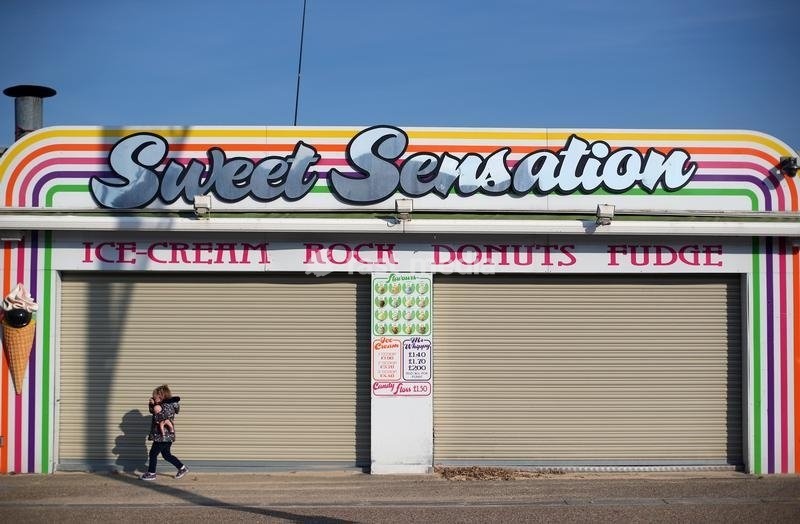 Sweet Sensation
ICE-CREAM ROCK DONUTS FUDGE
flavours
Ice Cream
Mr Whippy
£1.40
£1.70
£2.00
Candy floss £1.50